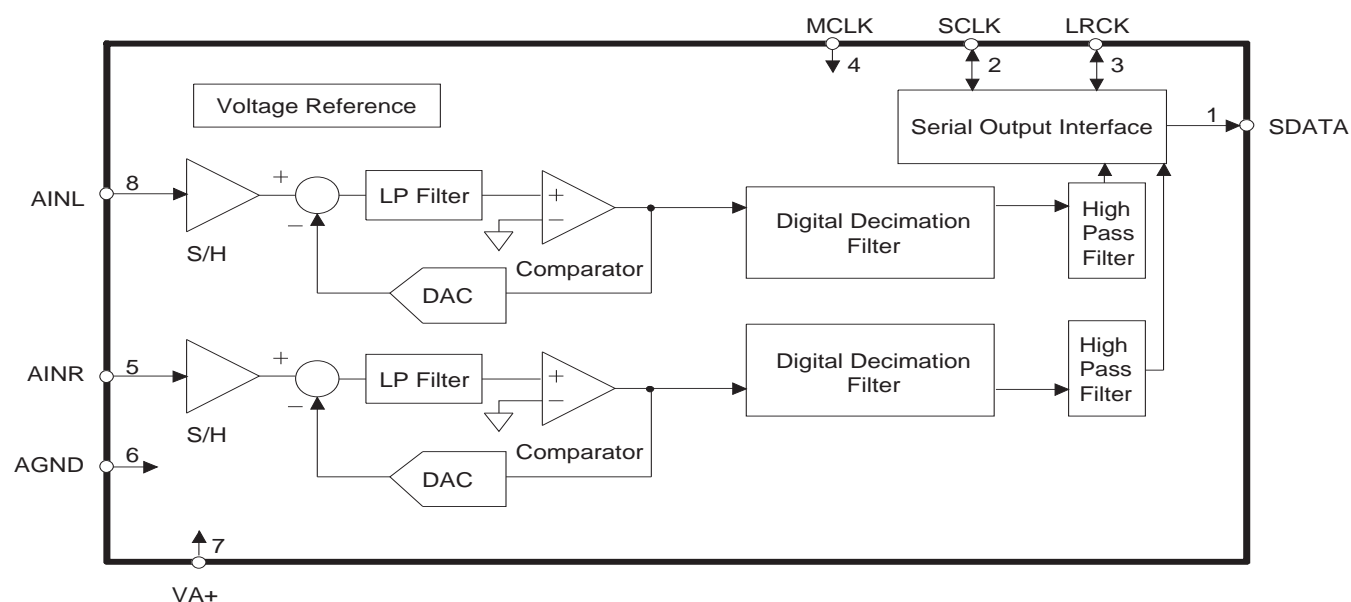 MCLK SCLK LRCK
4 2 3
Voltage Reference
Serial Output Interface
1 SDATA
AINL 8
+
−
S/H
LP Filter
+
−
Comparator
DAC
Digital Decimation
Filter
High
Pass
Filter
AINR 5
+
−
S/H
LP Filter
+
−
Comparator
DAC
Digital Decimation
Filter
High
Pass
Filter
AGND 6
7
VA+